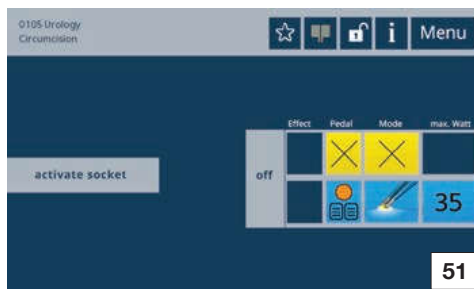 0105 Urology
Circumcision
i
Menu
Effect Pedal Mode max. Watt
activate socket
off
35
51